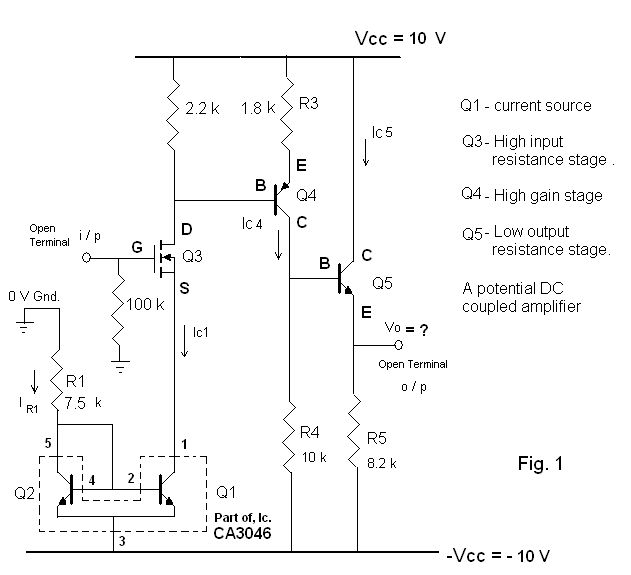 Vcc = 10 V
2.2 k
1.8 k
R3
Ic 5
E
B
Q4
C
Ic 4
Open
Terminal
i / p
G
D
Q3
S
100 k
0 V Gnd.
Ic1
R1
7.5 k
I R1
B
C
Q5
E
Vo = ?
Open Terminal
o / p
R4
10 k
R5
8.2 k
5
4
2
1
Q2
Q1
3
Part of, Ic.
CA3046
-Vcc = - 10 V
Q1 - current source
Q3 - High input
resistance stage .
Q4 - High gain stage
Q5 - Low output
resistance stage.
A potential DC
coupled amplifier
Fig. 1